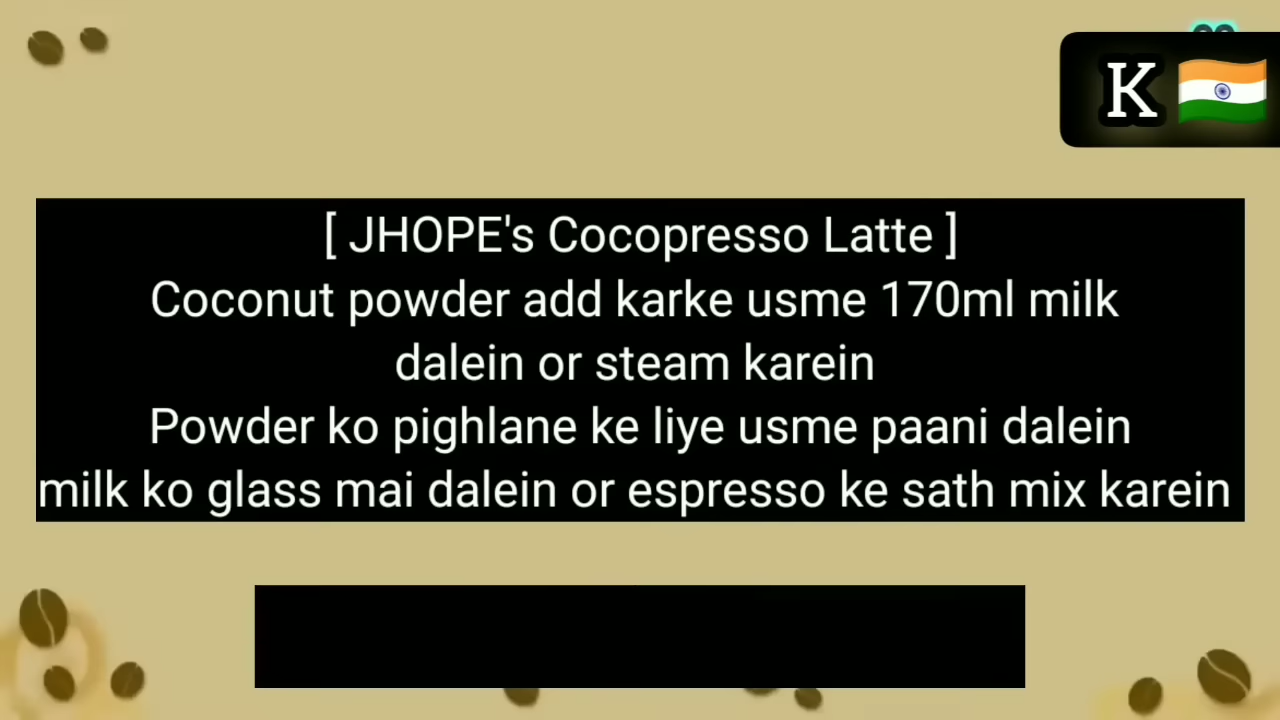 K
[ JHOPE's Cocopresso Latte ]
Coconut powder add karke usme 170ml milk
dalein or steam karein
Powder ko pighlane ke liye usme paani dalein
milk ko glass mai dalein or espresso ke sath mix karein